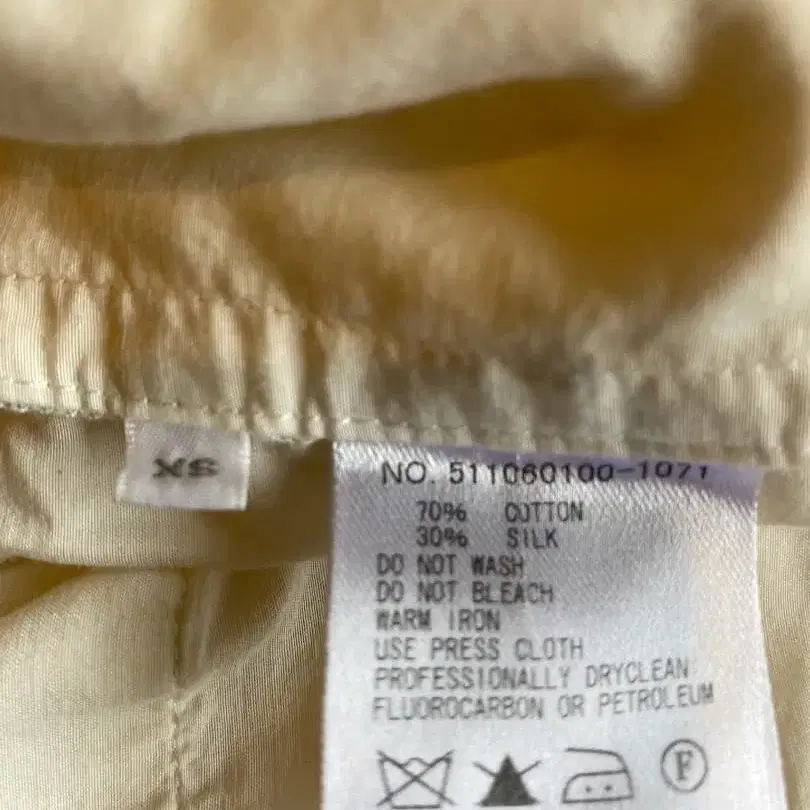 XS
NO. 511060100-1071
70% COTTON
30% SILK
DO NOT WASH
DO NOT BLEACH
WARM IRON
USE PRESS CLOTH
PROFESSIONALLY DRYCLEAN
FLUOROCARBON OR PETROLEUM
F